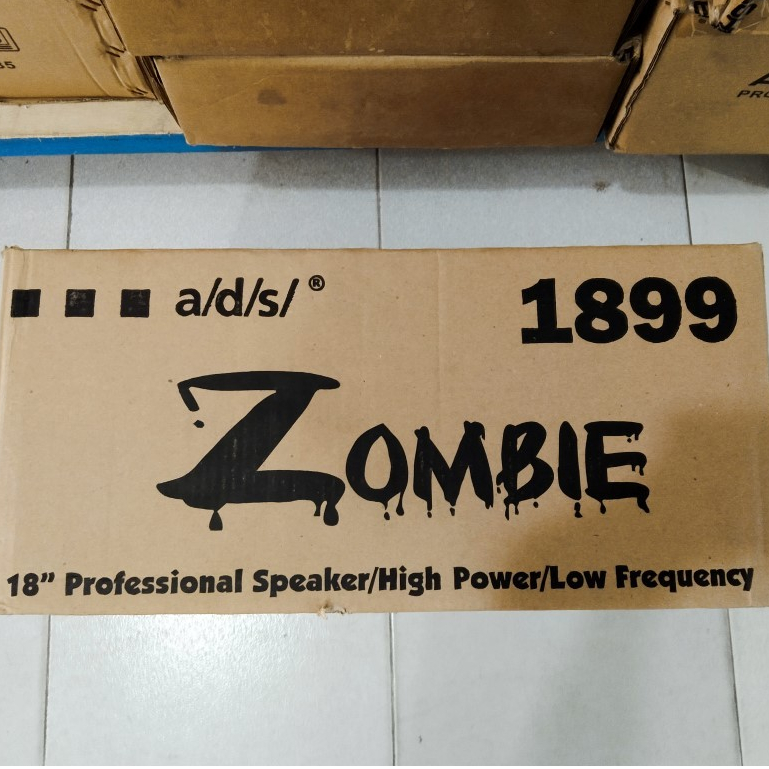 a/d/s/®
1899
ZOMBIE
18” Professional Speaker/High Power/Low Frequency